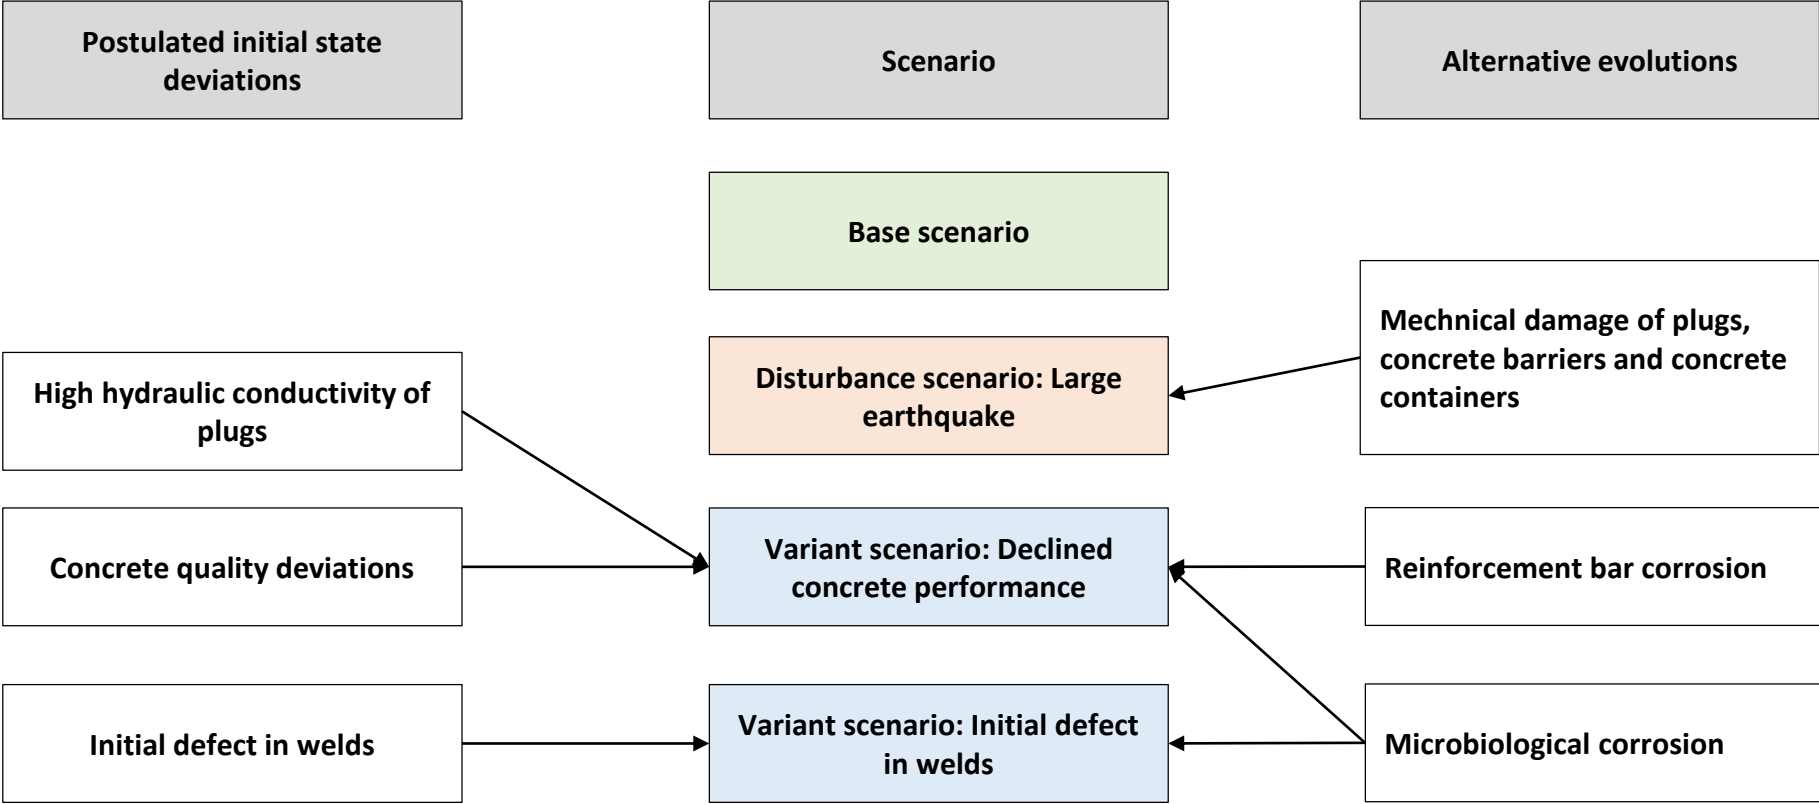 Postulated initial state
deviations
Scenario
Alternative evolutions
Base scenario
Mechnical damage of plugs,
concrete barriers and concrete
containers
Disturbance scenario: Large
earthquake
High hydraulic conductivity of
plugs
Concrete quality deviations
Variant scenario: Declined
concrete performance
Reinforcement bar corrosion
Initial defect in welds
Variant scenario: Initial defect
in welds
Microbiological corrosion